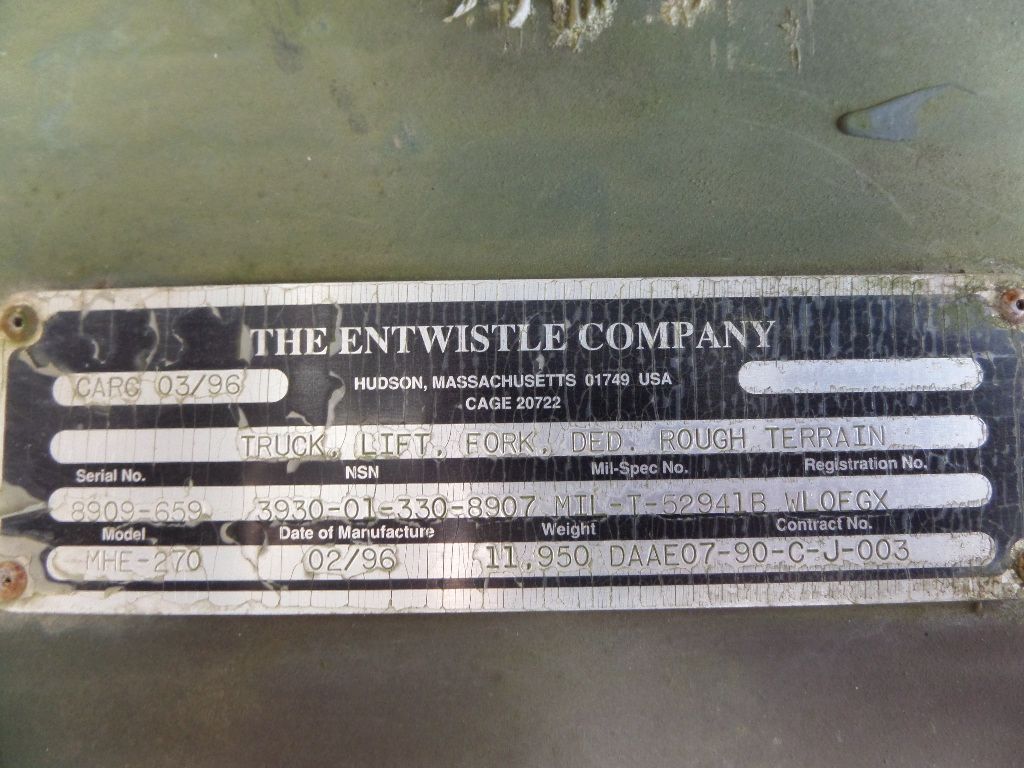 THE ENTWISTLE COMPANY
CARC 03/96
HUDSON, MASSACHUSETTS 01749 USA
CAGE 20722
TRUCK, LIFT, FORK, DED. ROUGH TERRAIN
Serial No. NSN Mil-Spec No. Registration No.
8909-659 3930-01-330-8907 MIL-T-52941B WL0FGX
Model Date of Manufacture Weight Contract No.
MHE-270 02/96 11,950 DAAE07-90-C-J-003